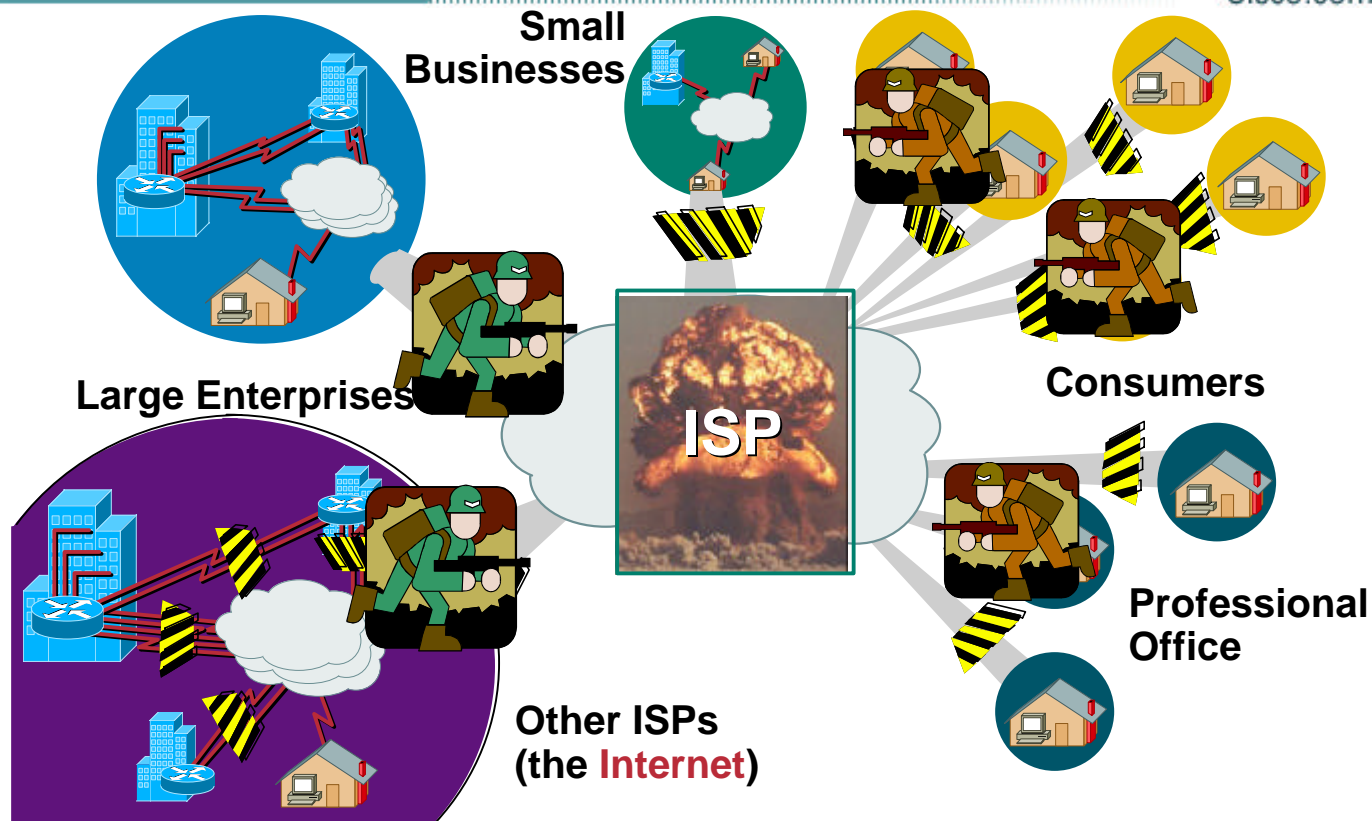 Small
Businesses
Large Enterprises
ISP
Consumers
Professional
Office
Other ISPs
(the Internet)